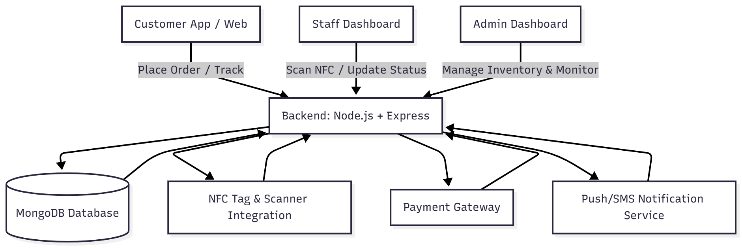 Customer App / Web
Staff Dashboard
Admin Dashboard
Place Order / Track
Scan NFC / Update Status
Manage Inventory & Monitor
Backend: Node.js + Express
MongoDB Database
NFC Tag & Scanner
Integration
Payment Gateway
Push/SMS Notification
Service